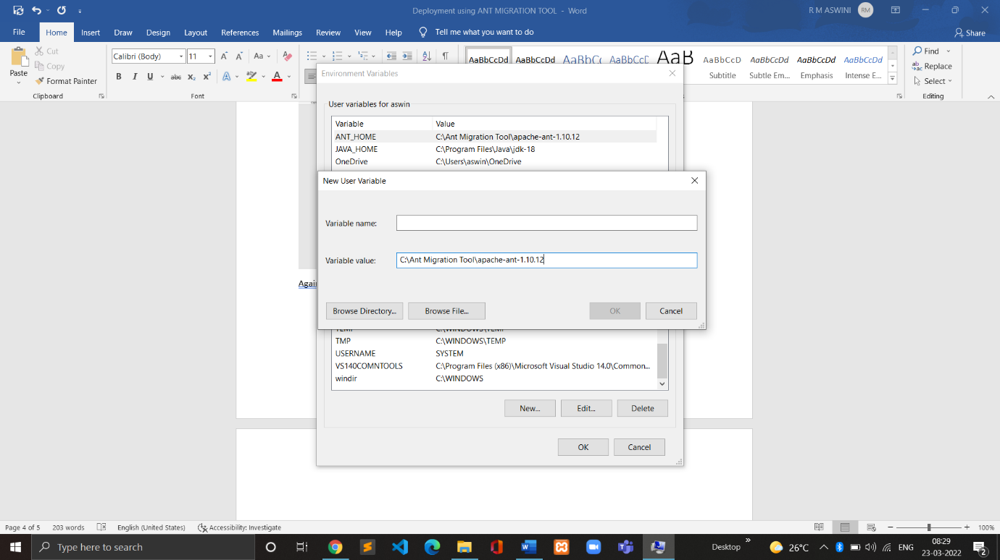 Deployment using ANT MIGRATION TOOL - Word
R M ASWINI RM
File Home Insert Draw Design Layout References Mailings Review View Help Tell me what you want to do
Share
Paste
Cut
Copy
Format Painter
Clipboard
Calibri (Body) 11
Aa
B I U abc x₂ x² A A
Font
AaBbCcDd AaBbCcDd AaBbCc AaBbCcC AaB AaBbCcD AaBbCcDd AaBbCcDd AaBbCcDd
Subtitle Subtle Em... Emphasis Intense E...
Find
Replace
Select
Editing
Environment Variables
User variables for aswin
Variable Value
ANT_HOME C:\Ant Migration Tool\apache-ant-1.10.12
JAVA_HOME C:\Program Files\Java\jdk-18
OneDrive C:\Users\aswin\OneDrive
New User Variable
Variable name:
Variable value: C:\Ant Migration Tool\apache-ant-1.10.12
Again
Browse Directory... Browse File... OK Cancel
TEMP C:\WINDOWS\TEMP
TMP C:\WINDOWS\TEMP
USERNAME SYSTEM
VS140COMNTOOLS C:\Program Files (x86)\Microsoft Visual Studio 14.0\Common...
windir C:\WINDOWS
New... Edit... Delete
OK Cancel
Page 4 of 5 203 words English (United States) Accessibility: Investigate
100%
Type here to search
Desktop
26°C
ENG
08:29
23-03-2022
2